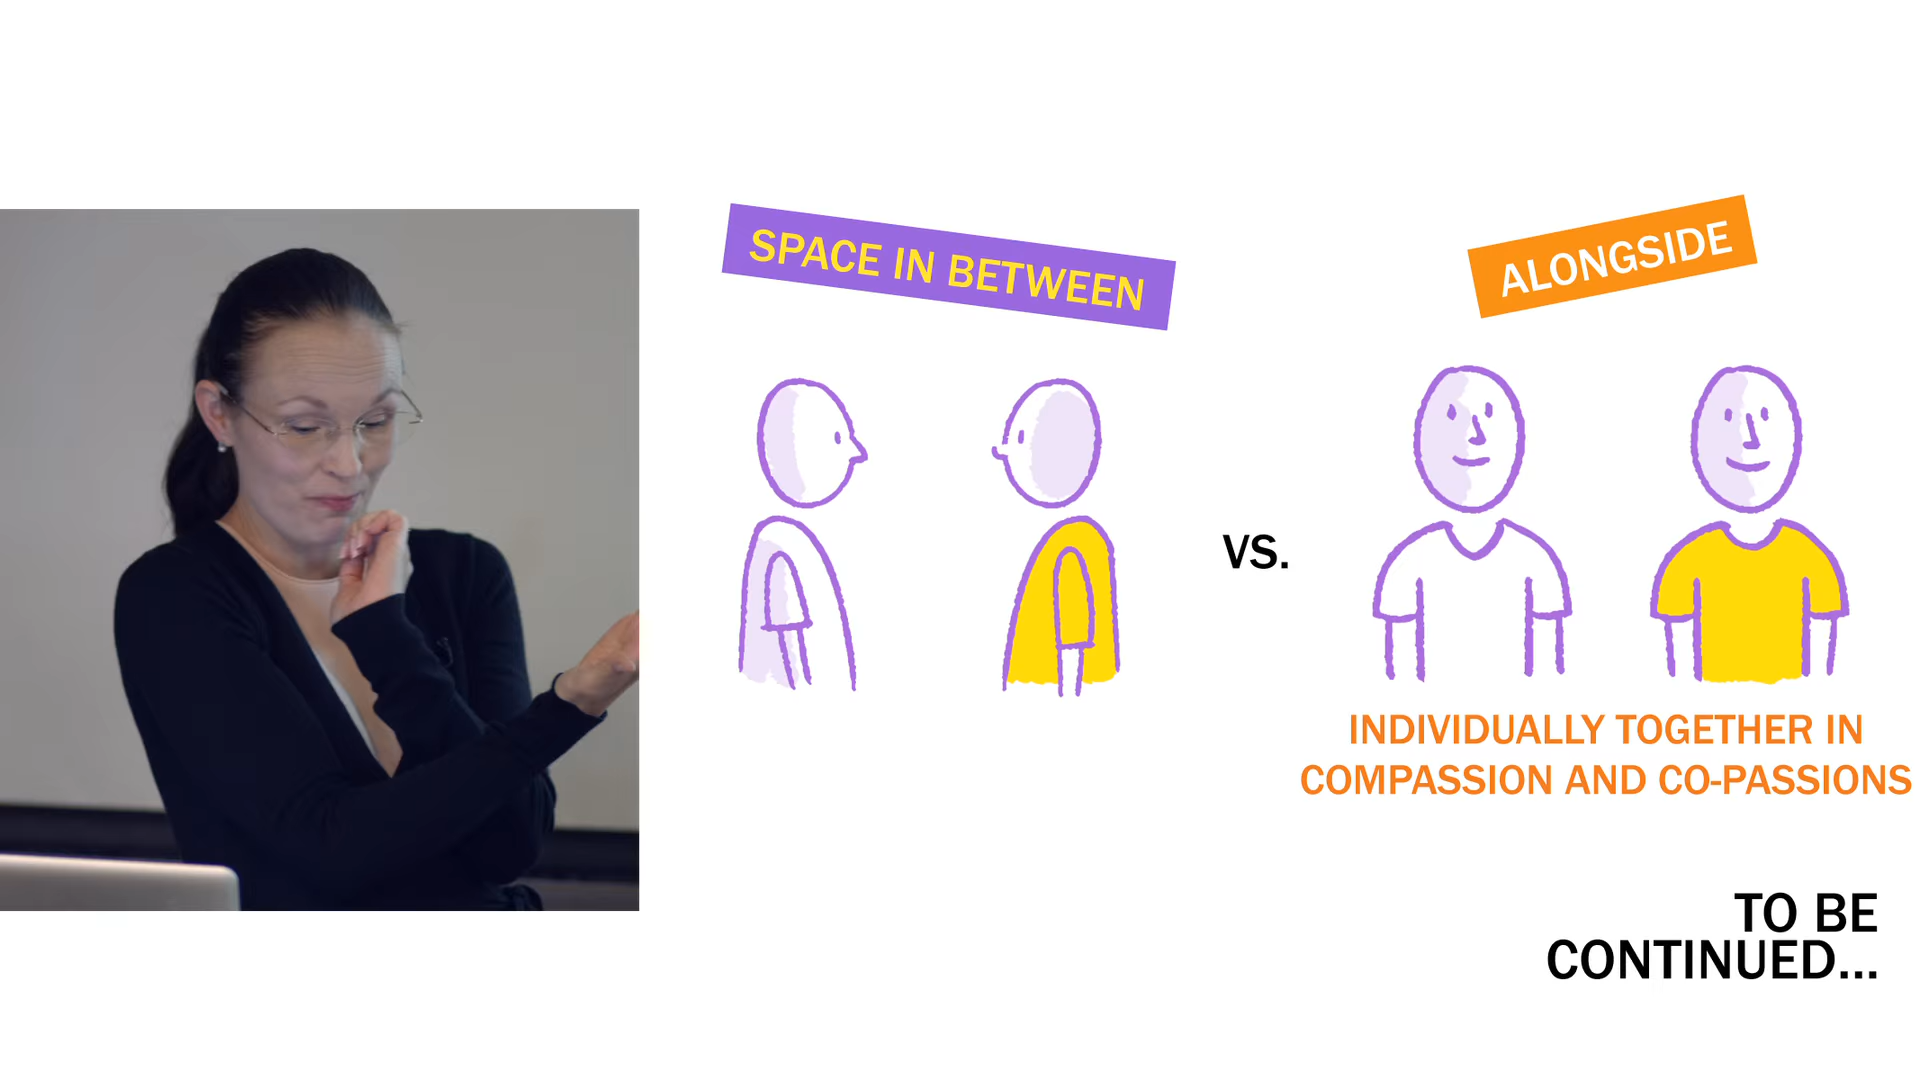 SPACE IN BETWEEN
ALONGSIDE
VS.
INDIVIDUALLY TOGETHER IN
COMPASSION AND CO-PASSIONS
TO BE
CONTINUED...